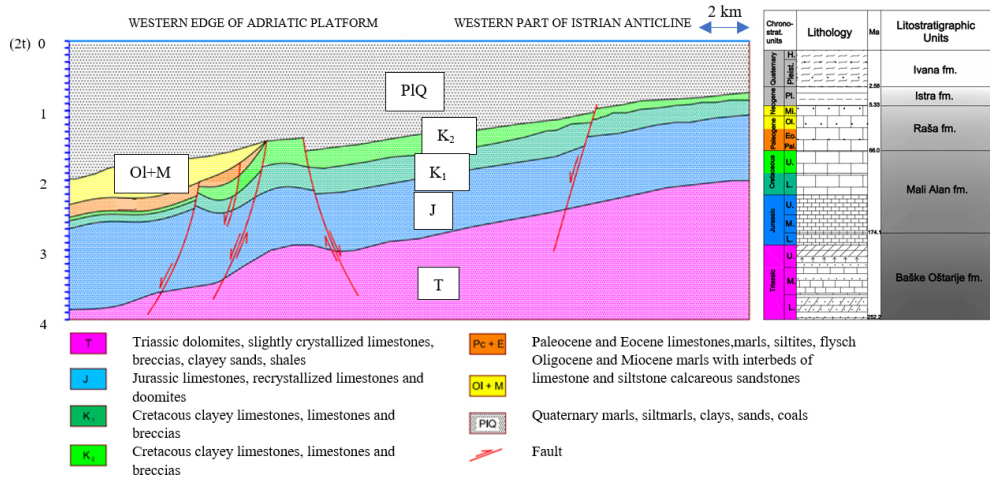 WESTERN EDGE OF ADRIATIC PLATFORM
WESTERN PART OF ISTRIAN ANTICLINE
2 km
(2t) 0
1
2
3
4
PlQ
K2
K1
Ol+M
J
T
Chrono-
strat.
units
Lithology
Ma
Litostratigraphic
Units
Quaternary
H.
Pleist.
2.58
Ivana fm.
Neogene
Pl.
5.33
Istra fm.
Mi.
Paleogene
Ol.
Eo.
Pal.
66.0
Raša fm.
Cretaceous
U.
L.
Mali Alan fm.
Jurassic
U.
M.
174.1
L.
Triassic
U.
M.
L.
252.2
Baške Oštarije fm.
T
Triassic dolomites, slightly crystallized limestones,
breccias, clayey sands, shales
J
Jurassic limestones, recrystallized limestones and
doomites
K1
Cretacous clayey limestones, limestones and
breccias
K2
Cretacous clayey limestones, limestones and
breccias
Pc + E
Paleocene and Eocene limestones,marls, siltites, flysch
Ol + M
Oligocene and Miocene marls with interbeds of
limestone and siltstone calcareous sandstones
PlQ
Quaternary marls, siltmarls, clays, sands, coals
Fault